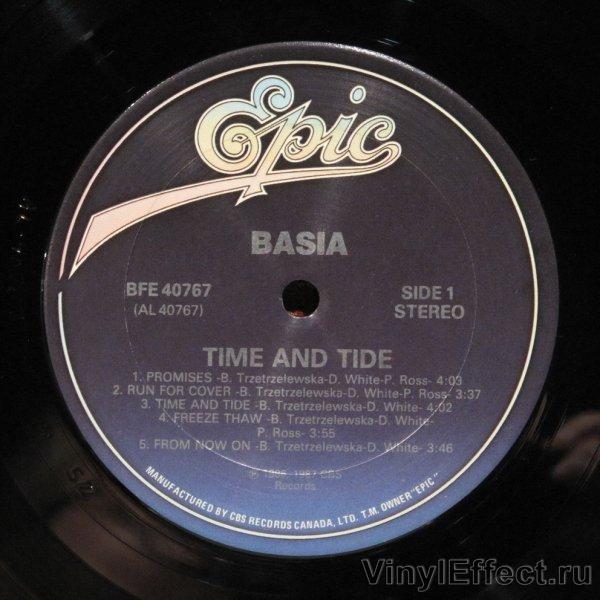 Epic
BASIA
BFE 40767
(AL 40767)
SIDE 1
STEREO
TIME AND TIDE
1. PROMISES -B. Trzetrzelewska-D. White-P. Ross- 4:03
2. RUN FOR COVER -B. Trzetrzelewska-D. White-P. Ross- 3:37
3. TIME AND TIDE -B. Trzetrzelewska-D. White- 4:02
4. FREEZE THAW -B. Trzetrzelewska-D. White-
P. Ross- 3:55
5. FROM NOW ON -B. Trzetrzelewska-D. White- 3:46
℗ 1986, 1987 CBS
Records
MANUFACTURED BY CBS RECORDS CANADA, LTD. T.M. OWNER "EPIC"
VinylEffect.ru